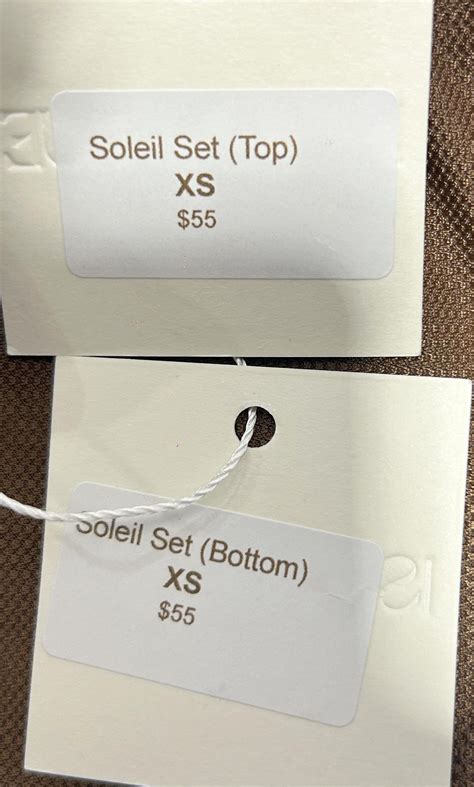 Soleil Set (Top)
XS
$55
Soleil Set (Bottom)
XS
$55